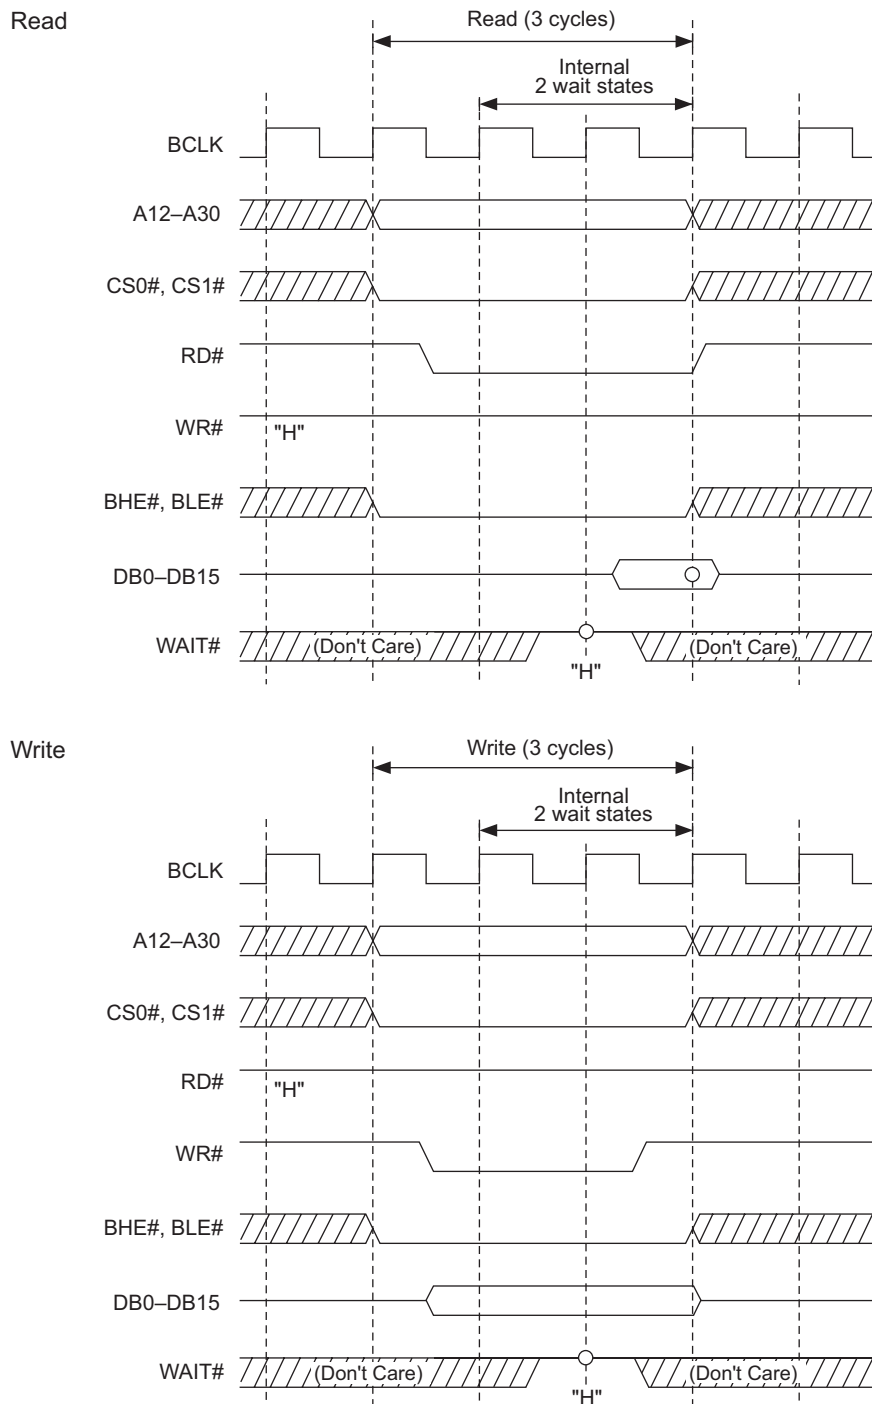 Read
Read (3 cycles)
Internal
2 wait states
BCLK
A12–A30
CS0#, CS1#
RD#
WR#
"H"
BHE#, BLE#
DB0–DB15
WAIT#
(Don't Care)
(Don't Care)
"H"
Write
Write (3 cycles)
Internal
2 wait states
BCLK
A12–A30
CS0#, CS1#
RD#
"H"
WR#
BHE#, BLE#
DB0–DB15
WAIT#
(Don't Care)
(Don't Care)
"H"